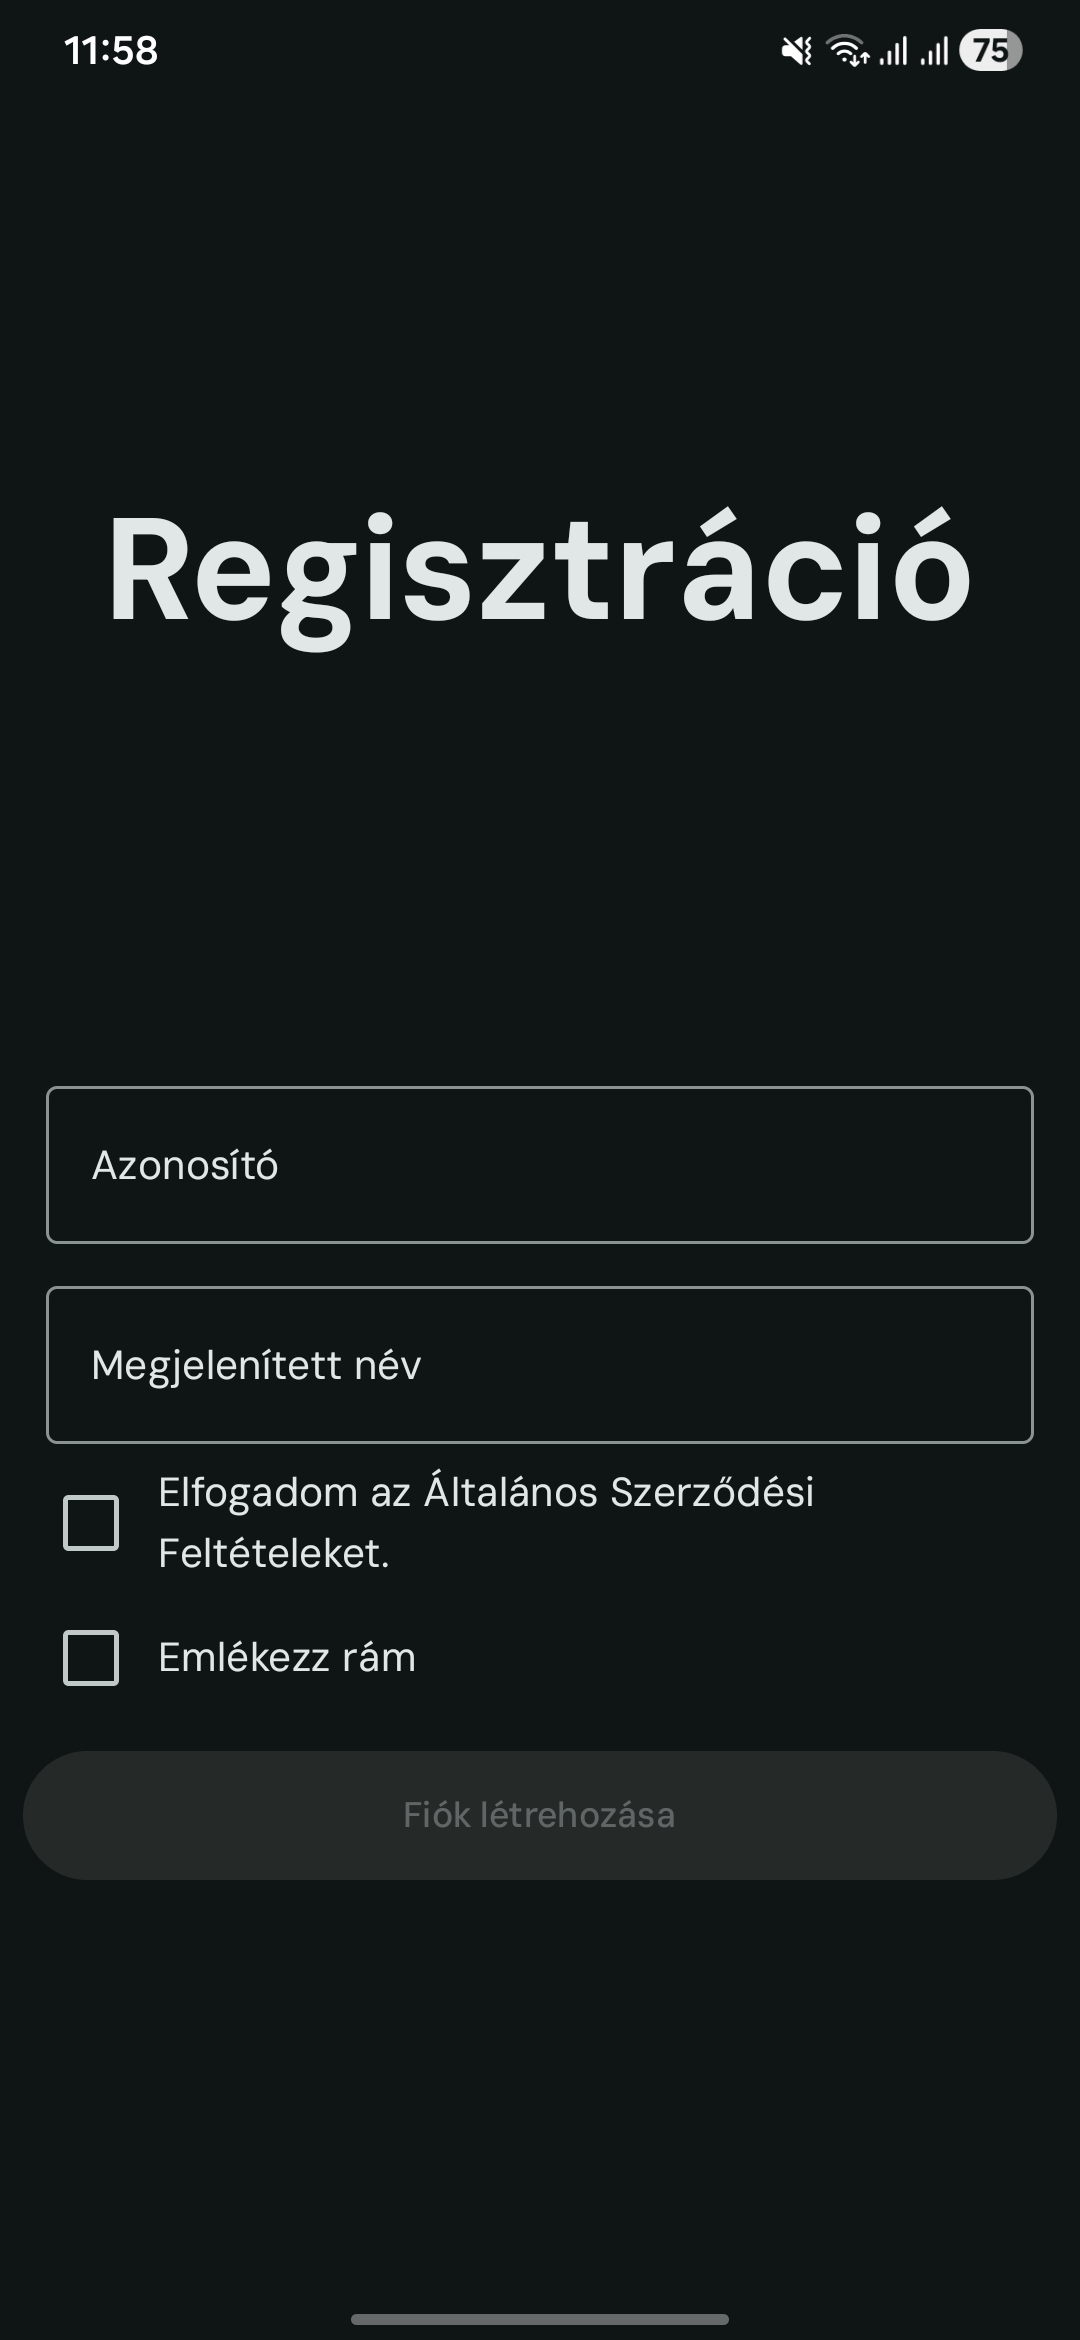 11:58
75
Regisztráció
Azonosító
Megjelenített név
Elfogadom az Általános Szerződési
Feltételeket.
Emlékezz rám
Fiók létrehozása